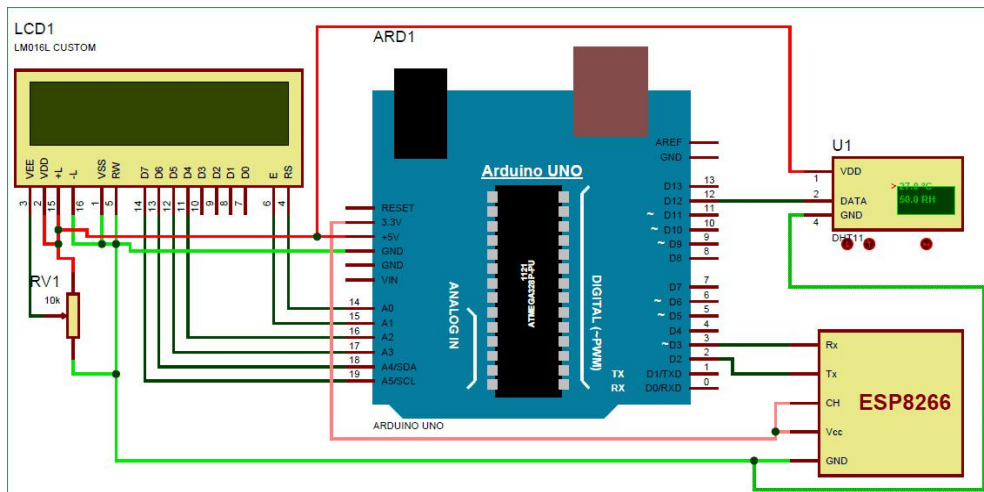 LCD1
LM016L CUSTOM
VEE VDD +L -L VSS RW D7 D6 D5 D4 D3 D2 D1 D0 E RS
3 2 15 16 1 5 14 13 12 11 10 9 8 7 6 4
RV1
10k
ARD1
Arduino UNO
RESET
3.3V
+5V
GND
GND
VIN
14 A0
15 A1
16 A2
17 A3
18 A4/SDA
19 A5/SCL
ANALOG IN
1121
ATMEGA328P-PU
DIGITAL (~PWM)
AREF
GND
D13 13
D12 12
~ D11 11
~ D10 10
~ D9 9
D8 8
D7 7
~ D6 6
~ D5 5
D4 4
~D3 3
D2 2
TX D1/TXD 1
RX D0/RXD 0
ARDUINO UNO
U1
1 VDD
2 DATA
4 GND
> 27.0 °C
50.0 RH
DHT11
Rx
Tx
CH
Vcc
GND
ESP8266